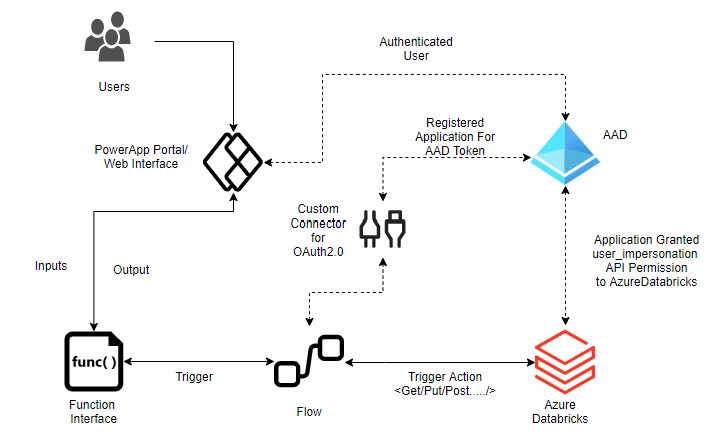 Authenticated
User
Users
Registered
Application For
AAD Token
AAD
PowerApp Portal/
Web Interface
Custom
Connector
for
OAuth2.0
Application Granted
user_impersonation
API Permission
to AzureDatabricks
Inputs
Output
func( )
Trigger
Trigger Action
<Get/Put/Post...../>
Function
Interface
Flow
Azure
Databricks